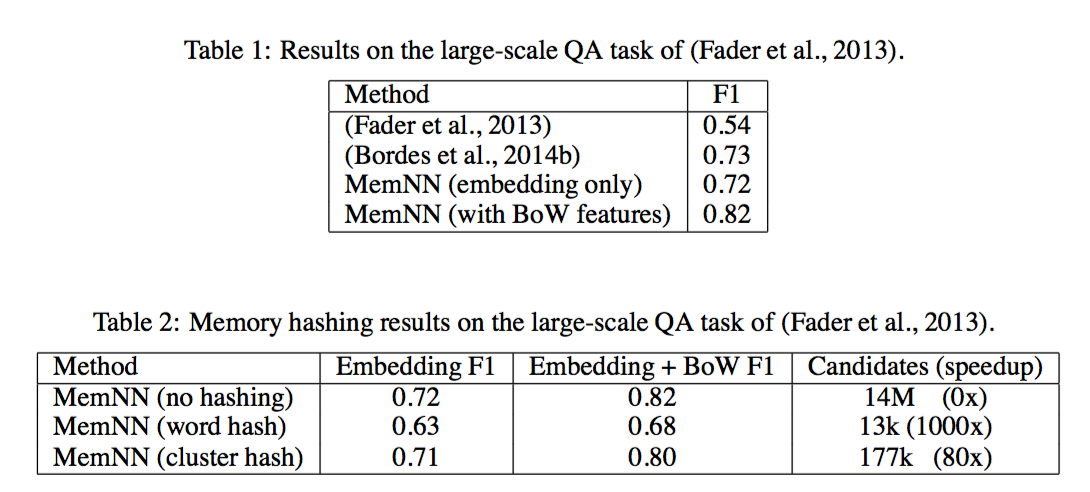 Table 1: Results on the large-scale QA task of (Fader et al., 2013).
Method F1
(Fader et al., 2013) 0.54
(Bordes et al., 2014b) 0.73
MemNN (embedding only) 0.72
MemNN (with BoW features) 0.82
Table 2: Memory hashing results on the large-scale QA task of (Fader et al., 2013).
Method Embedding F1 Embedding + BoW F1 Candidates (speedup)
MemNN (no hashing) 0.72 0.82 14M (0x)
MemNN (word hash) 0.63 0.68 13k (1000x)
MemNN (cluster hash) 0.71 0.80 177k (80x)